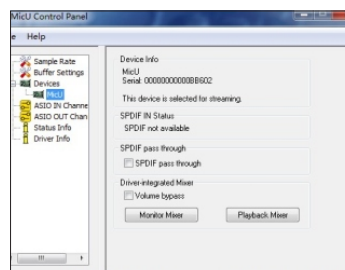 MicU Control Panel
e Help
Sample Rate
Buffer Settings
Devices
MicU
ASIO IN Channe
ASIO OUT Chan
Status Info
Driver Info
Device Info
MicU
Serial: 00000000000BB602
This device is selected for streaming.
SPDIF IN Status
SPDIF not available
SPDIF pass through
SPDIF pass through
Driver-integrated Mixer
Volume bypass
Monitor Mixer Playback Mixer